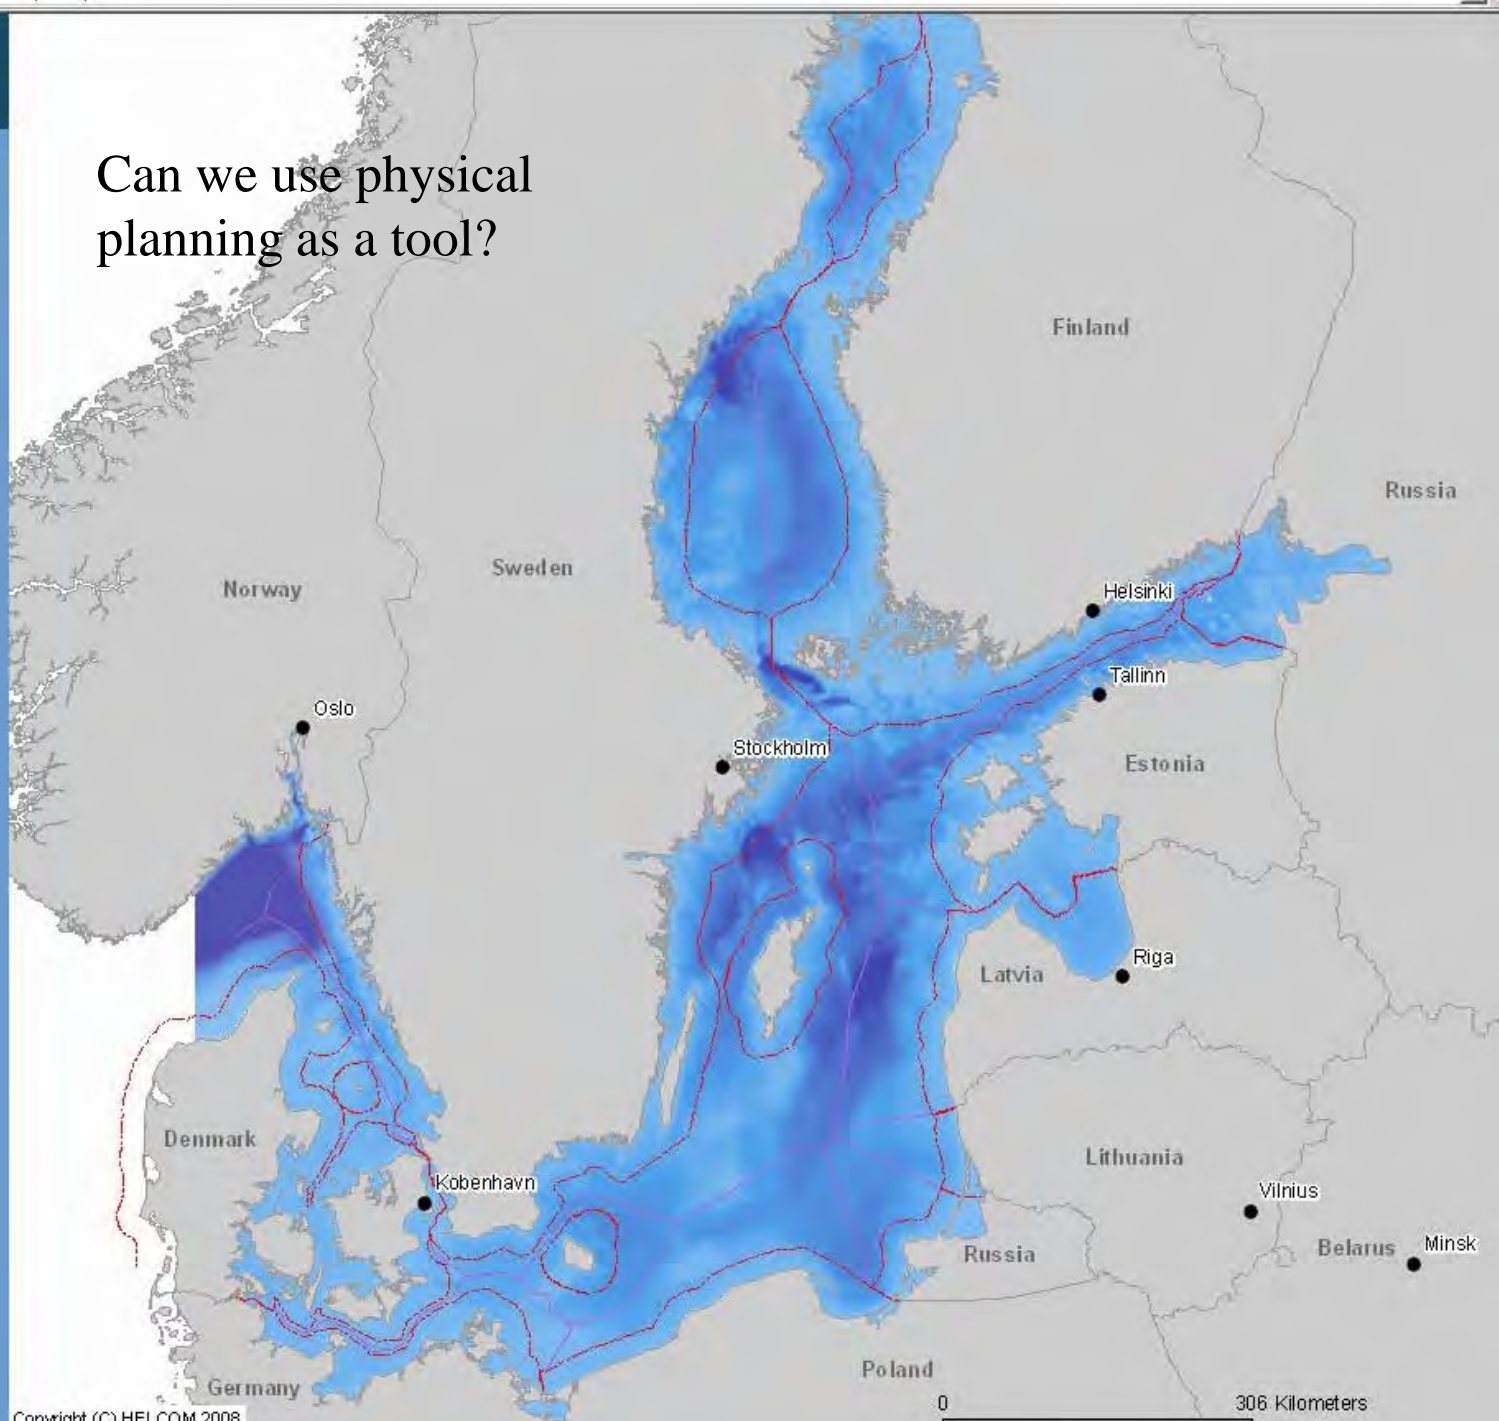 Can we use physical
planning as a tool?
Finland
Russia
Sweden
Norway
Helsinki
Tallinn
Oslo
Stockholm
Estonia
Riga
Latvia
Denmark
Lithuania
Kobenhavn
Vilnius
Russia
Belarus
Minsk
Poland
Germany
0
306 Kilometers
Copyright (C) HELCOM 2008